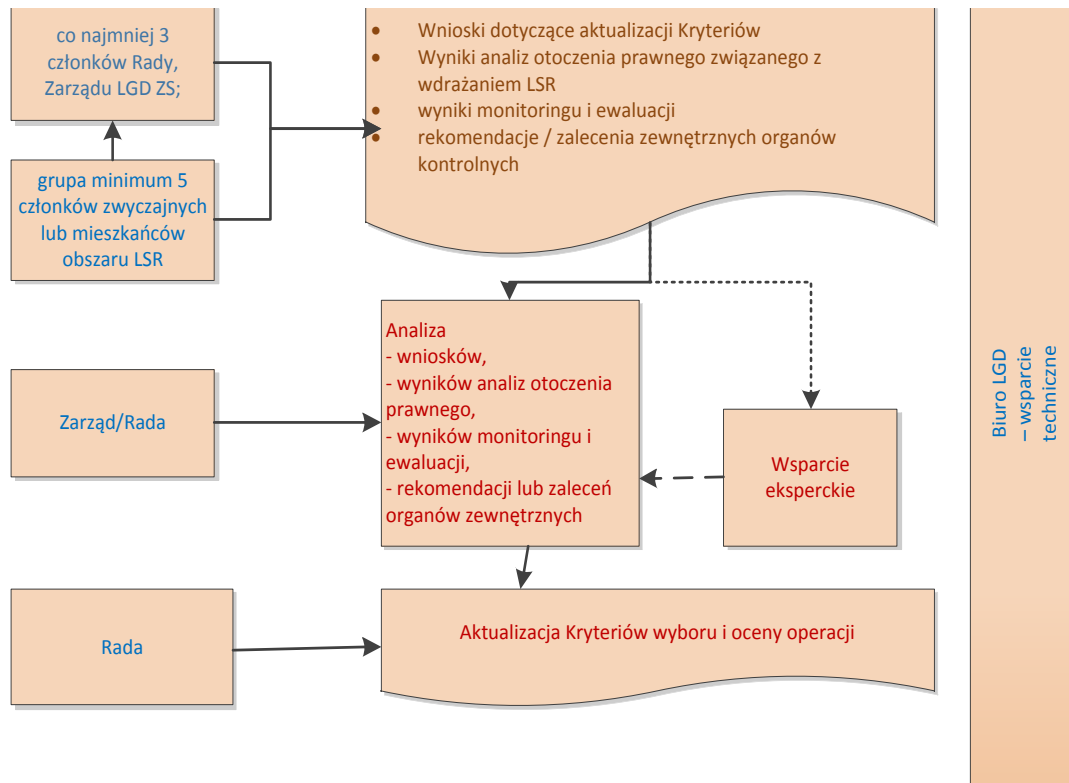 co najmniej 3
członków Rady,
Zarządu LGD ZS;
• Wnioski dotyczące aktualizacji Kryteriów
• Wyniki analiz otoczenia prawnego związanego z
wdrażaniem LSR
• wyniki monitoringu i ewaluacji
• rekomendacje / zalecenia zewnętrznych organów
kontrolnych
grupa minimum 5
członków zwyczajnych
lub mieszkańców
obszaru LSR
Zarząd/Rada
Analiza
- wniosków,
- wyników analiz otoczenia
prawnego,
- wyników monitoringu i
ewaluacji,
- rekomendacji lub zaleceń
organów zewnętrznych
Wsparcie
eksperckie
Rada
Aktualizacja Kryteriów wyboru i oceny operacji
Biuro LGD
– wsparcie
techniczne